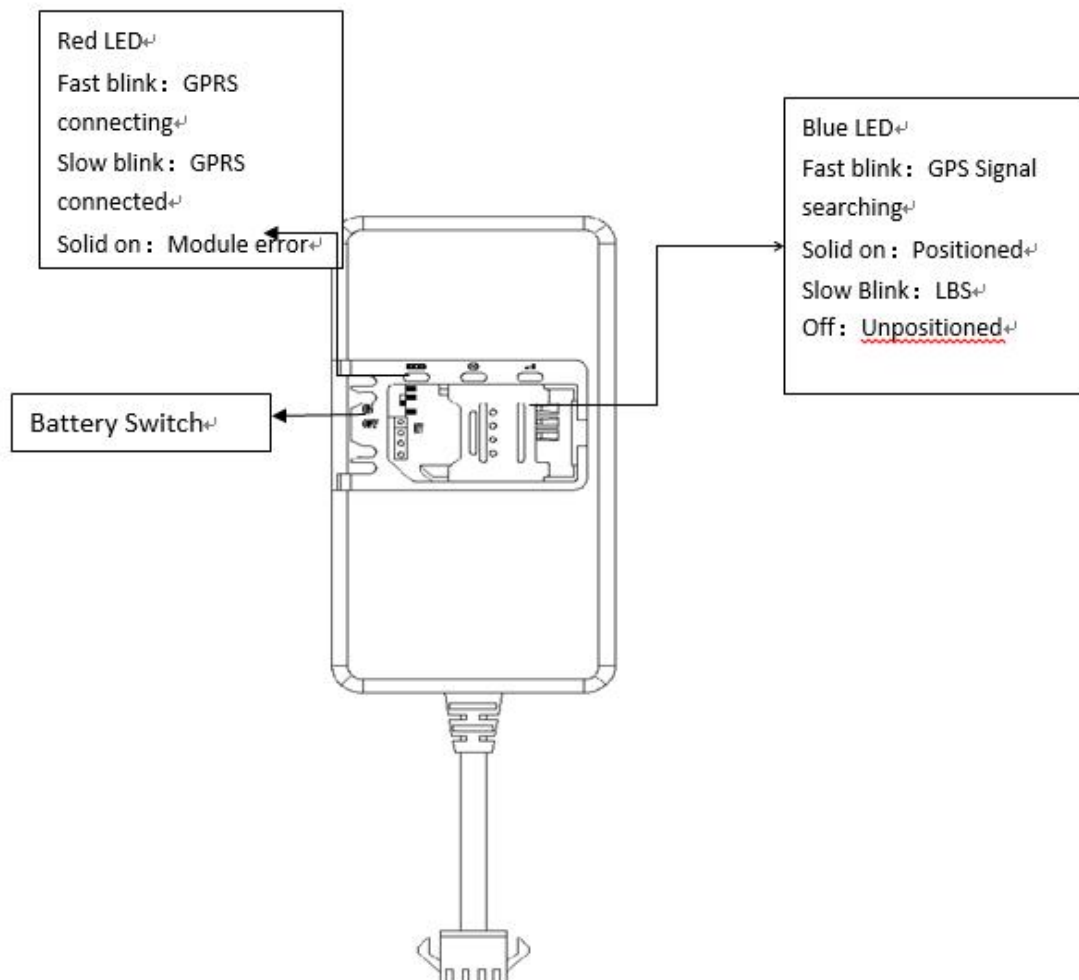 Red LED
Fast blink：GPRS
connecting
Slow blink：GPRS
connected
Solid on：Module error
Blue LED
Fast blink：GPS Signal
searching
Solid on：Positioned
Slow Blink：LBS
Off：Unpositioned
Battery Switch
OFF